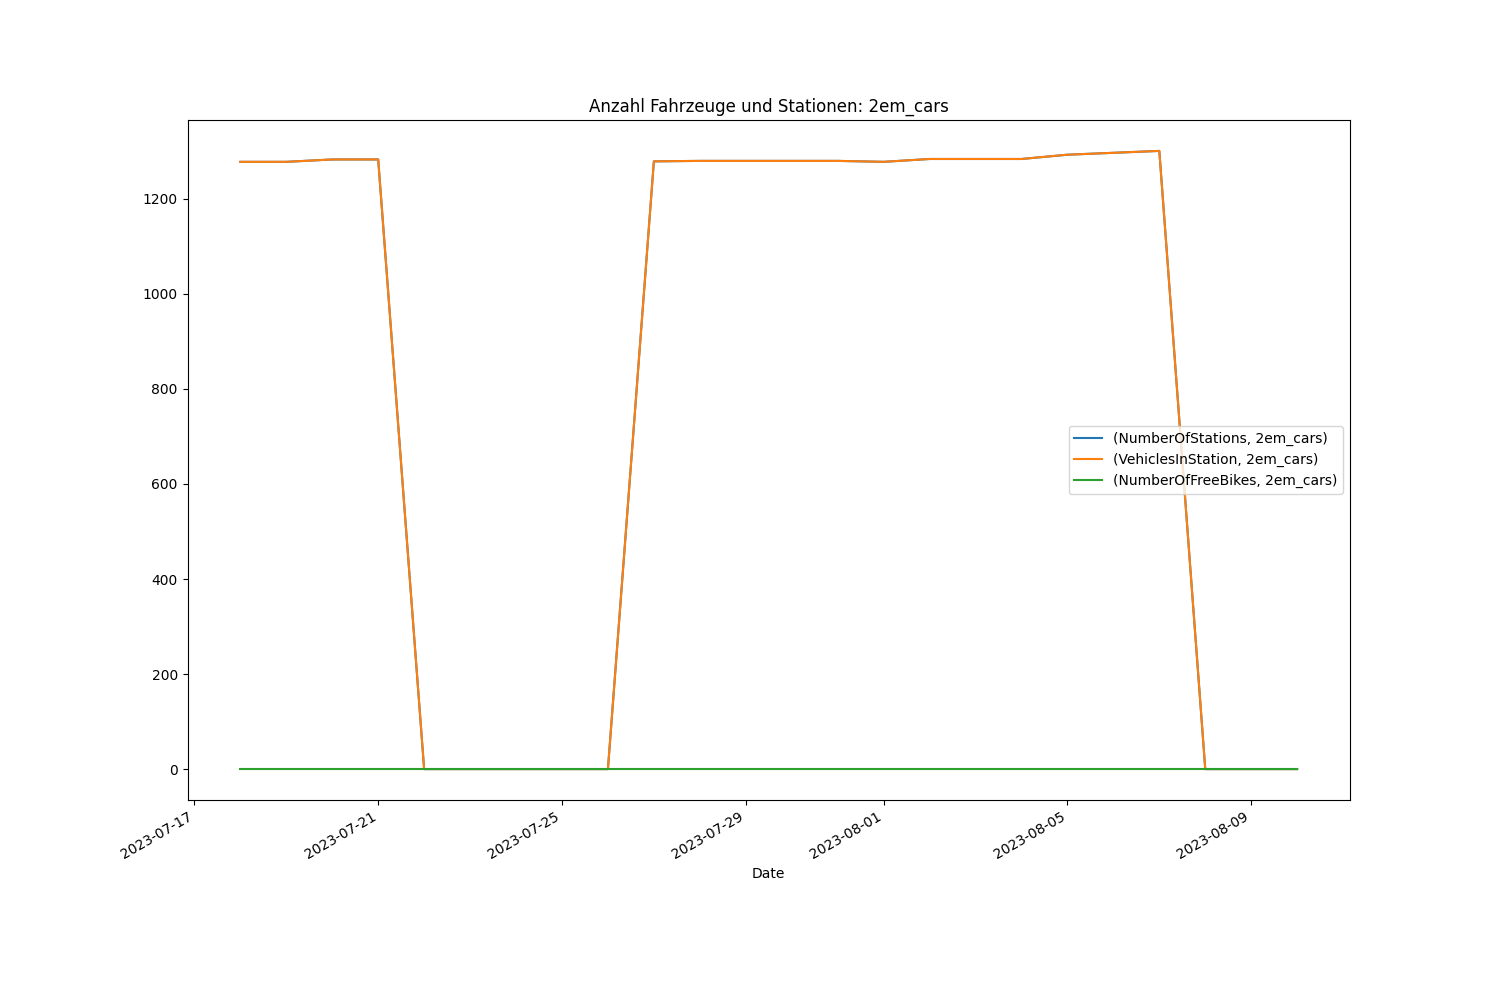 Anzahl Fahrzeuge und Stationen: 2em_cars
1200
1000
800
600
400
200
0
(NumberOfStations, 2em_cars)
(VehiclesInStation, 2em_cars)
(NumberOfFreeBikes, 2em_cars)
2023-07-17
2023-07-21
2023-07-25
2023-07-29
2023-08-01
2023-08-05
2023-08-09
Date